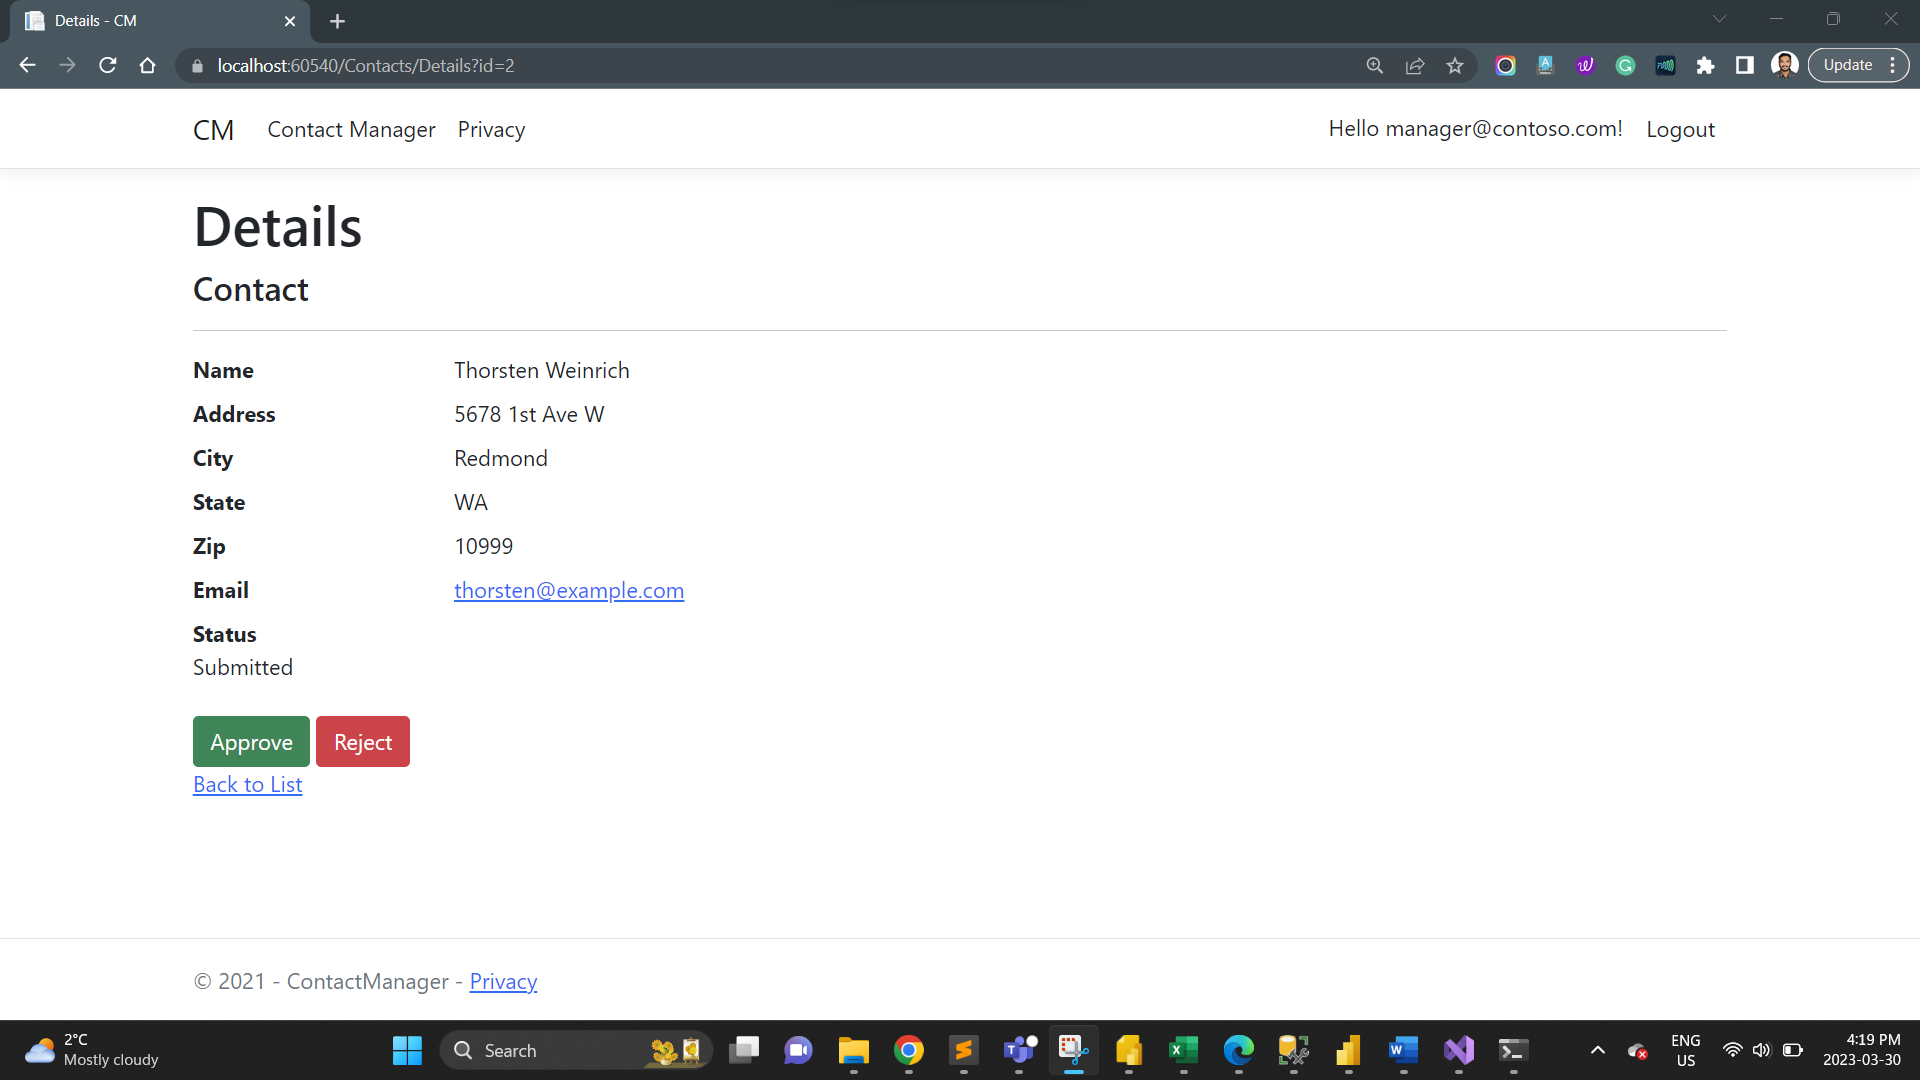 Details - CM
localhost:60540/Contacts/Details?id=2
Update
CM Contact Manager Privacy Hello manager@contoso.com! Logout
Details
Contact
Name Thorsten Weinrich
Address 5678 1st Ave W
City Redmond
State WA
Zip 10999
Email thorsten@example.com
Status
Submitted
Approve Reject
Back to List
© 2021 - ContactManager - Privacy
2°C
Mostly cloudy
Search
ENG
US
4:19 PM
2023-03-30